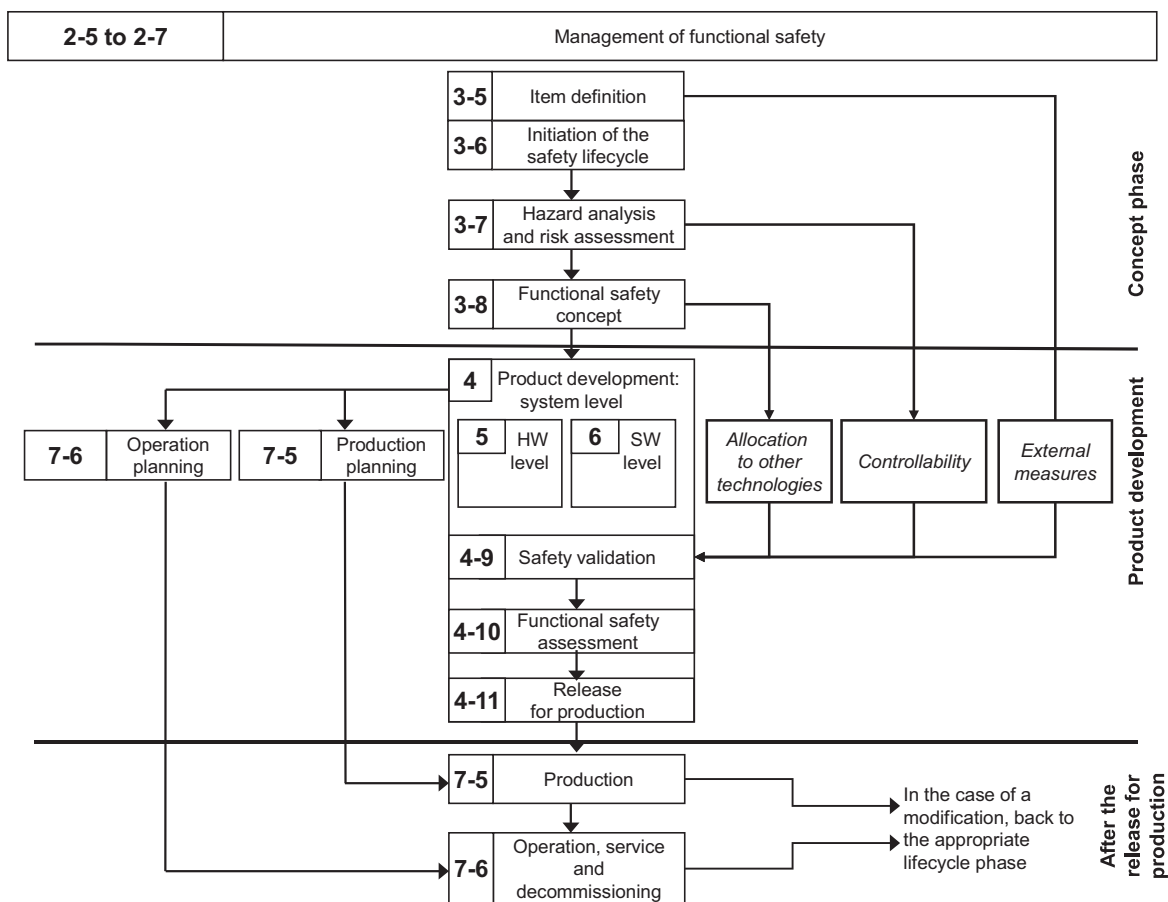 2-5 to 2-7
Management of functional safety
3-5
Item definition
3-6
Initiation of the
safety lifecycle
3-7
Hazard analysis
and risk assessment
3-8
Functional safety
concept
Concept phase
4
Product development:
system level
5
HW
level
6
SW
level
7-6
Operation
planning
7-5
Production
planning
Allocation
to other
technologies
Controllability
External
measures
4-9
Safety validation
4-10
Functional safety
assessment
4-11
Release
for production
Product development
7-5
Production
7-6
Operation, service
and
decommissioning
In the case of a
modification, back to
the appropriate
lifecycle phase
After the
release for
production